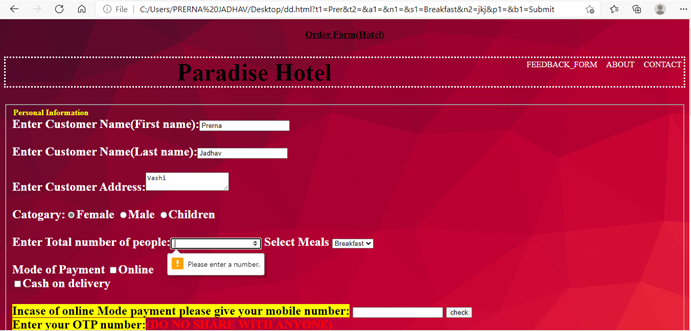 File C:/Users/PRERNA%20JADHAV/Desktop/dd.html?t1=Prer&t2=&a1=&n1=&s1=Breakfast&n2=jkj&p1=&b1=Submit
Order Form(Hotel)
Paradise Hotel FEEDBACK_FORM ABOUT CONTACT
Personal Information
Enter Customer Name(First name): Prerna
Enter Customer Name(Last name): Jadhav
Enter Customer Address: Vashi
Catogary: Female Male Children
Enter Total number of people: Select Meals Breakfast
Please enter a number.
Mode of Payment Online
Cash on delivery
Incase of online Mode payment please give your mobile number: check
Enter your OTP number: (DO NO SHARE WITH ANYONE)